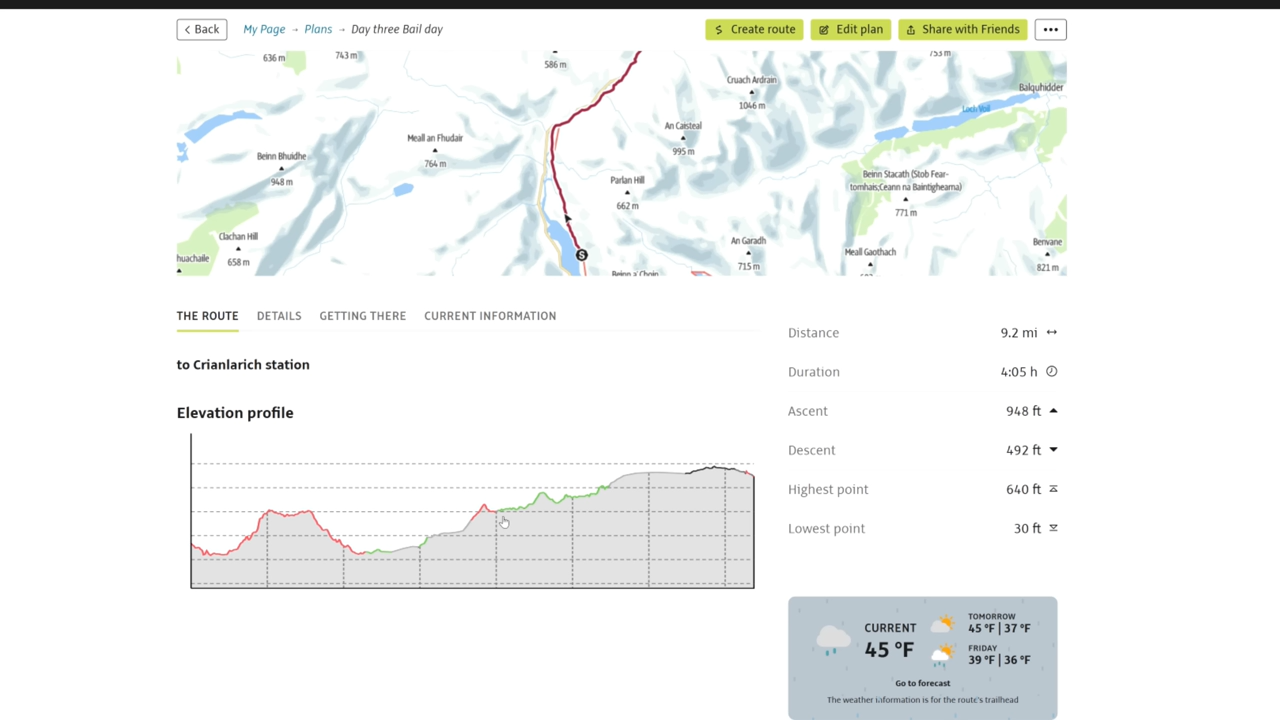 Back
My Page → Plans → Day three Bail day
Create route
Edit plan
Share with Friends
•••
636 m
743 m
586 m
753 m
Cruach Ardrain
1046 m
Balquhidder
Loch Voil
An Caisteal
995 m
Meall an Fhudair
764 m
Beinn Bhuidhe
948 m
Parlan Hill
662 m
Beinn Stacath (Stob Fear-
tomhais;Ceann na Baintighearna)
771 m
Clachan Hill
658 m
huachaille
An Garadh
715 m
Meall Gaothach
Benvane
821 m
S
Beinn a' Choin
THE ROUTE
DETAILS
GETTING THERE
CURRENT INFORMATION
to Crianlarich station
Elevation profile
Distance 9.2 mi
Duration 4:05 h
Ascent 948 ft
Descent 492 ft
Highest point 640 ft
Lowest point 30 ft
CURRENT
45 °F
TOMORROW
45 °F | 37 °F
FRIDAY
39 °F | 36 °F
Go to forecast
The weather information is for the route's trailhead